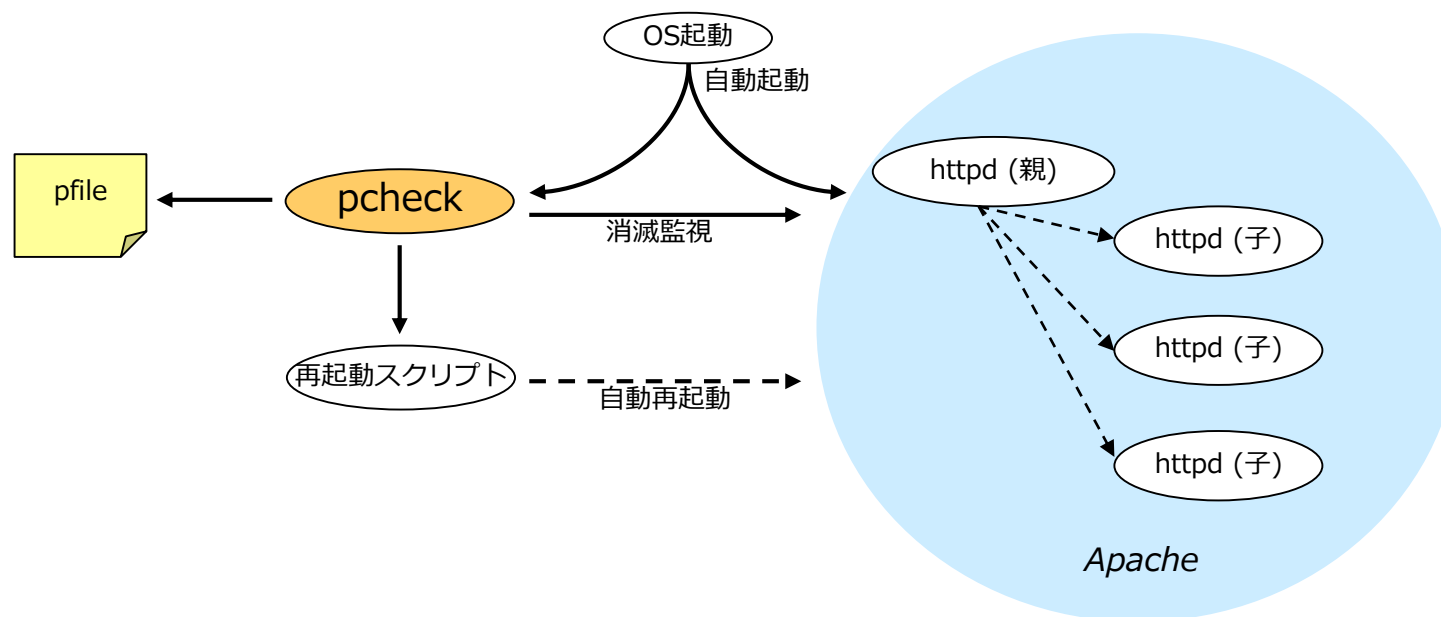 OS起動
自動起動
pfile
pcheck
httpd (親)
消滅監視
httpd (子)
httpd (子)
再起動スクリプト
自動再起動
httpd (子)
Apache